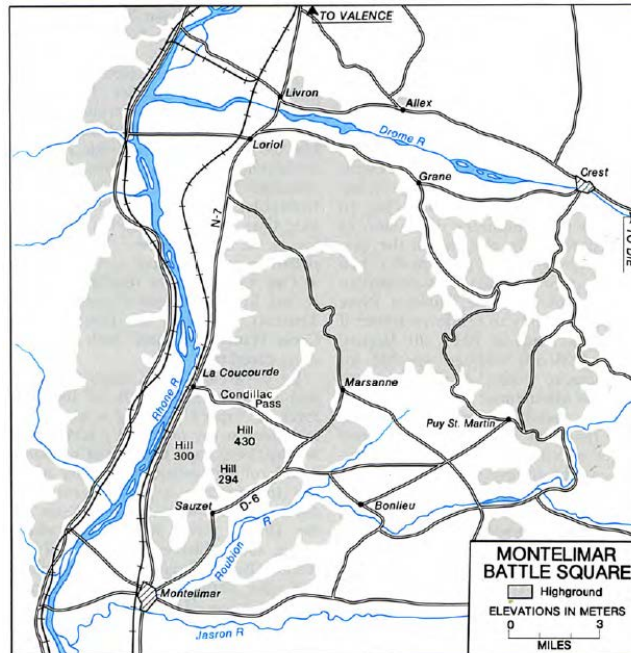 TO VALENCE
Livron
Allex
Drome R
Loriol
Crest
Grane
N-7
TO DIE
La Coucourde
Condillac
Pass
Marsanne
Rhone R
Hill
430
Puy St. Martin
Hill
300
Hill
294
Sauzet
D-6
Bonlieu
Roubion R
Montelimar
Jasron R
MONTELIMAR
BATTLE SQUARE
Highground
ELEVATIONS IN METERS
0 3
MILES